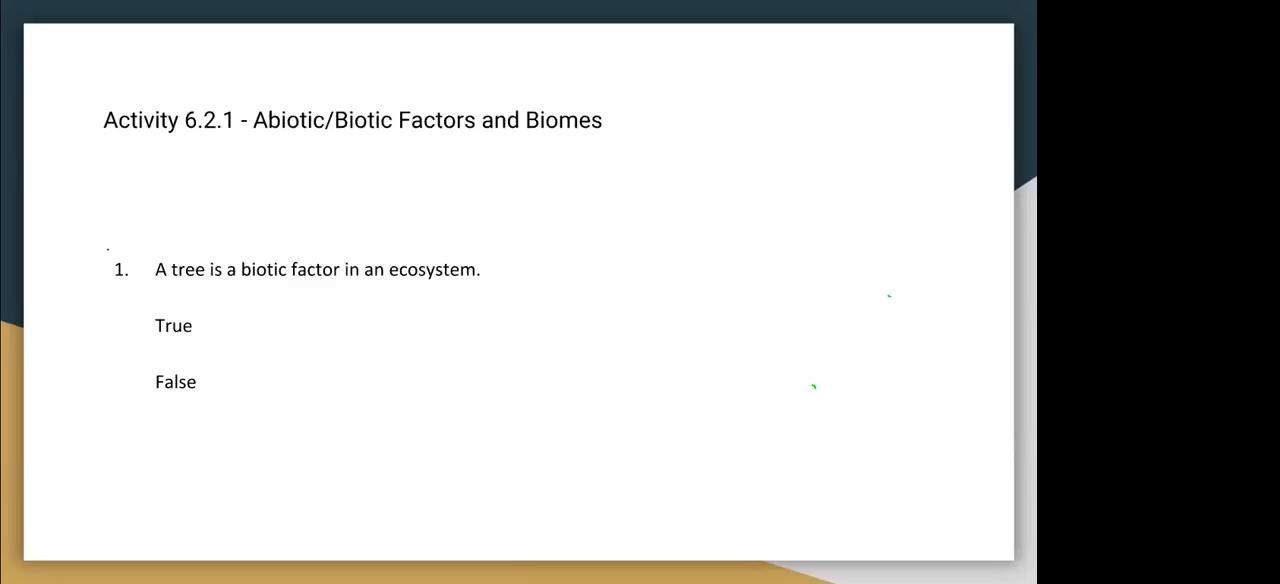 Activity 6.2.1 - Abiotic/Biotic Factors and Biomes
.
1. A tree is a biotic factor in an ecosystem.
True
False